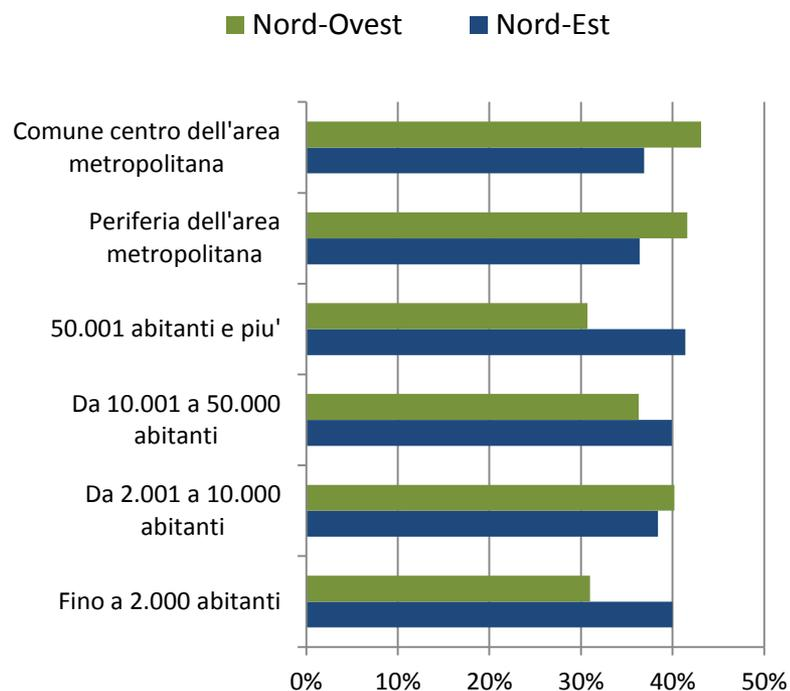 Nord-Ovest Nord-Est
Comune centro dell'area
metropolitana
Periferia dell'area
metropolitana
50.001 abitanti e piu'
Da 10.001 a 50.000
abitanti
Da 2.001 a 10.000
abitanti
Fino a 2.000 abitanti
0% 10% 20% 30% 40% 50%